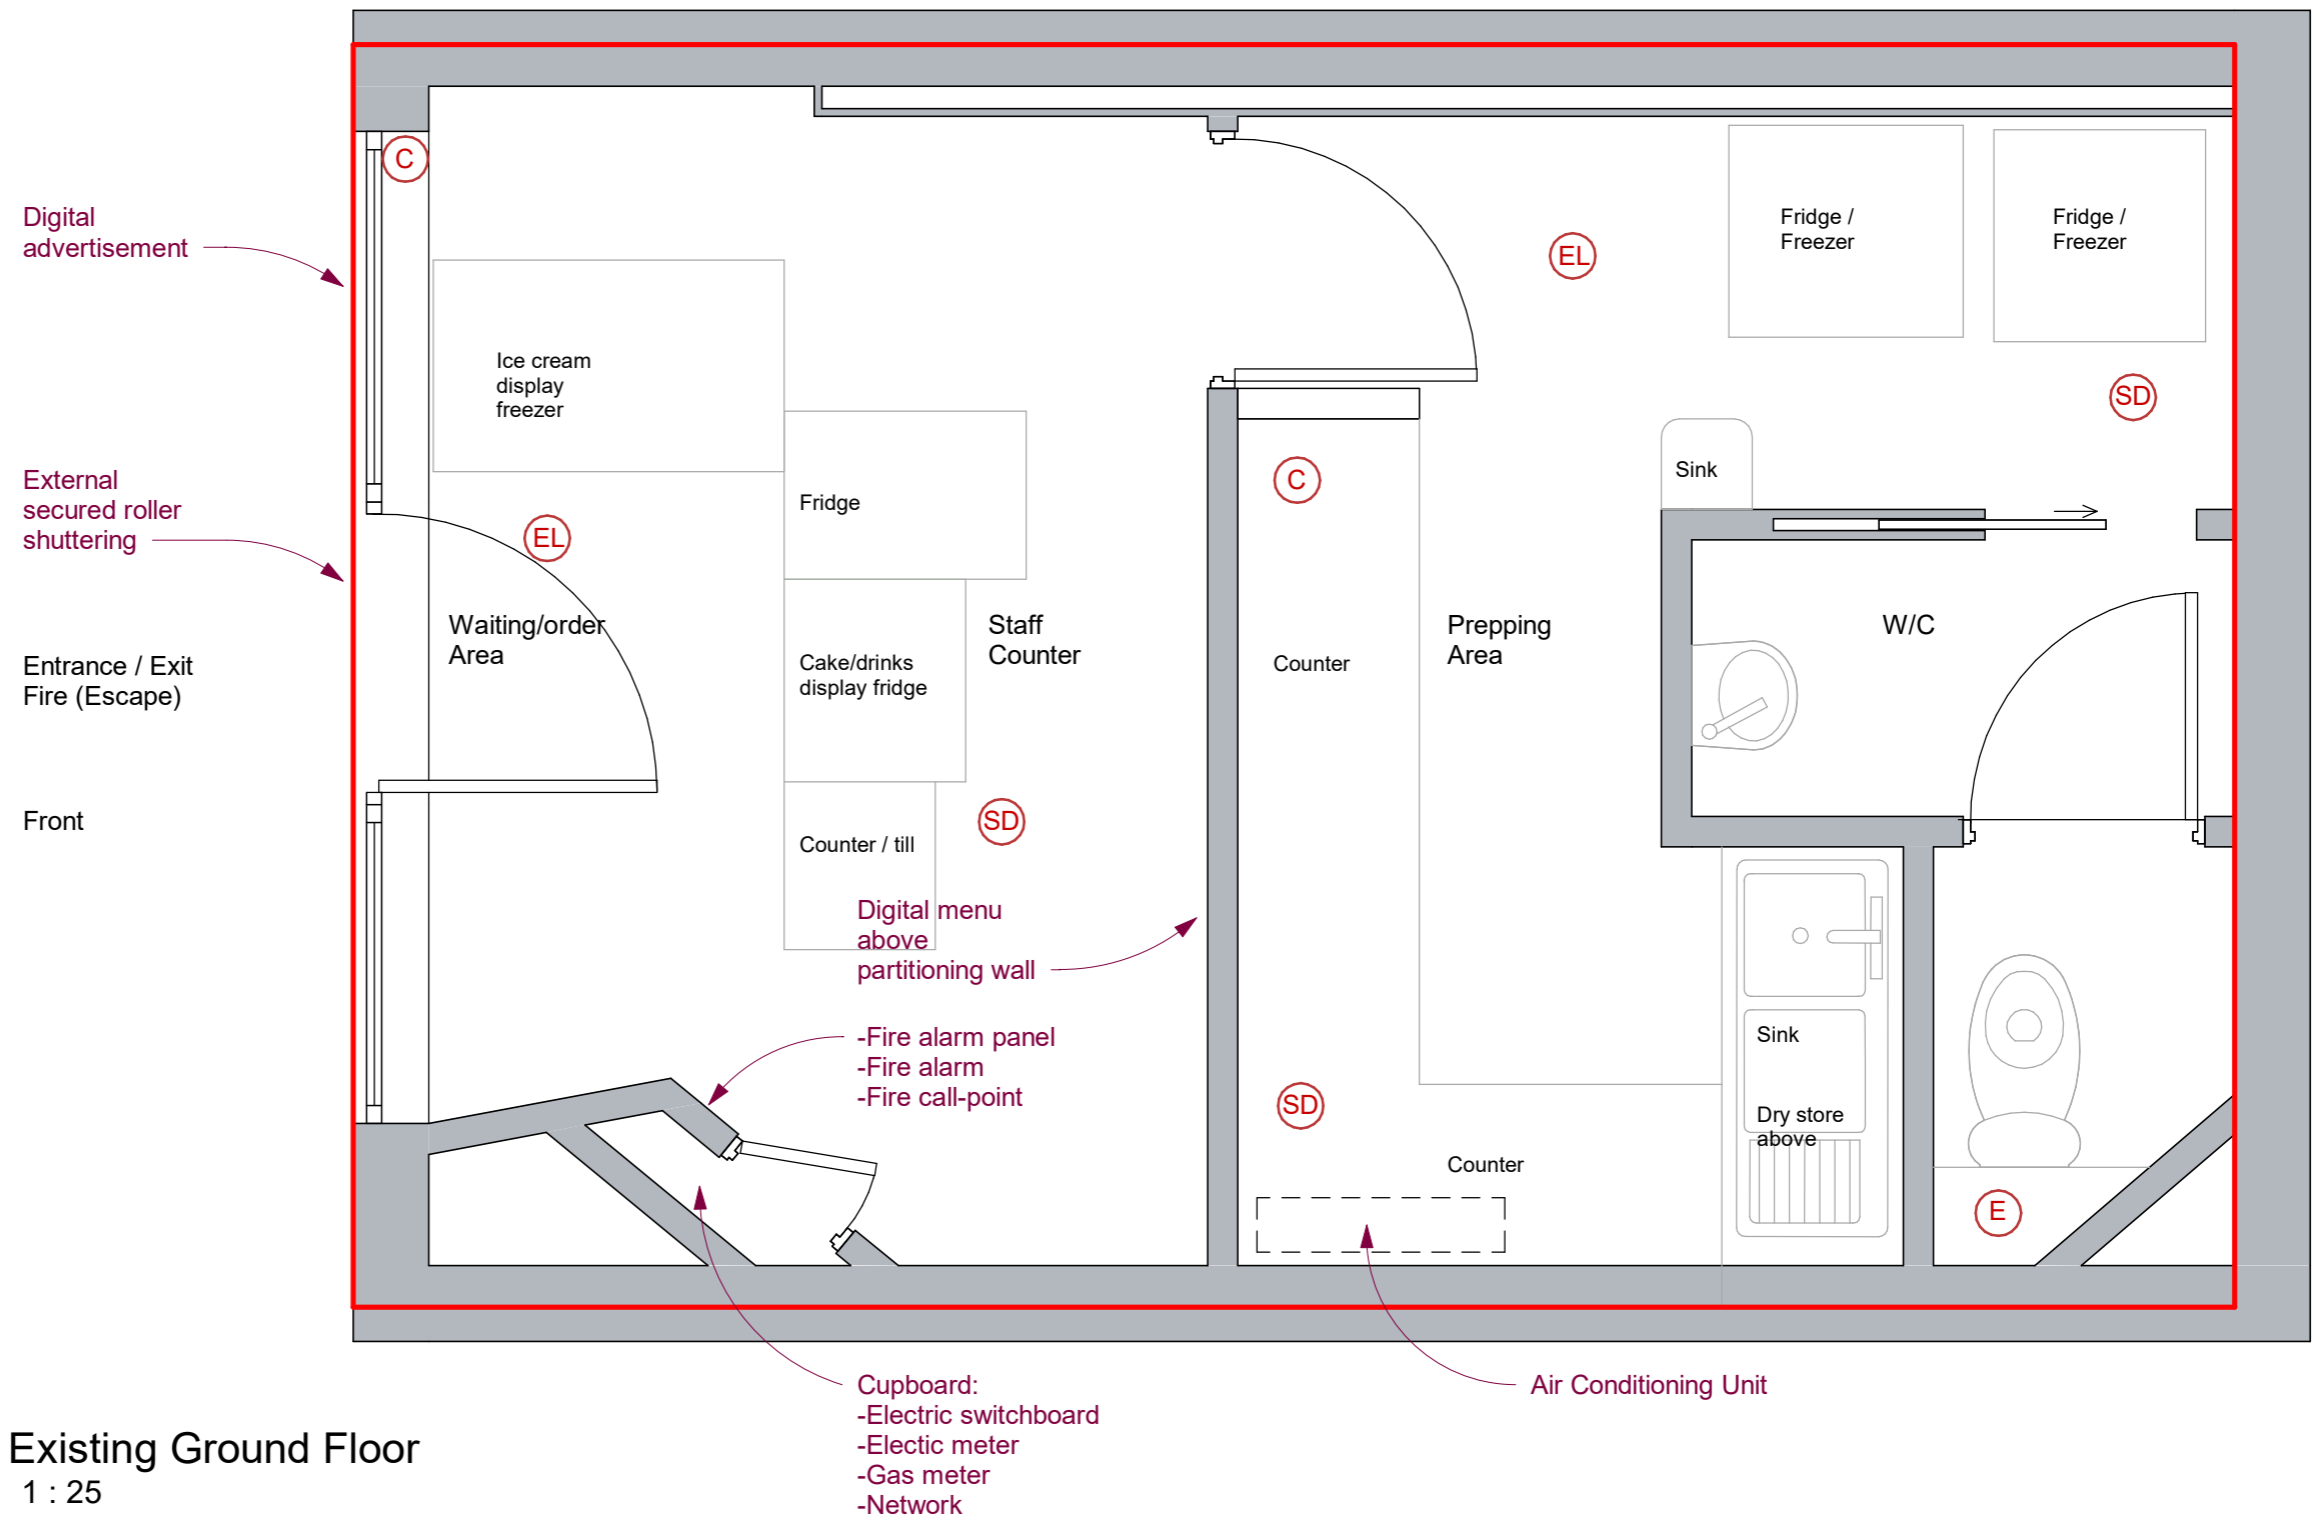 C
Digital
advertisement
External
secured roller
shuttering
Entrance / Exit
Fire (Escape)
Front
Ice cream
display
freezer
EL
Waiting/order
Area
Fridge
Cake/drinks
display fridge
Staff
Counter
Counter / till
SD
Digital menu
above
partitioning wall
-Fire alarm panel
-Fire alarm
-Fire call-point
EL
Fridge /
Freezer
Fridge /
Freezer
SD
C
Sink
Counter
Prepping
Area
W/C
SD
Counter
Sink
Dry store
above
E
Cupboard:
-Electric switchboard
-Electic meter
-Gas meter
-Network
Air Conditioning Unit
Existing Ground Floor
1 : 25